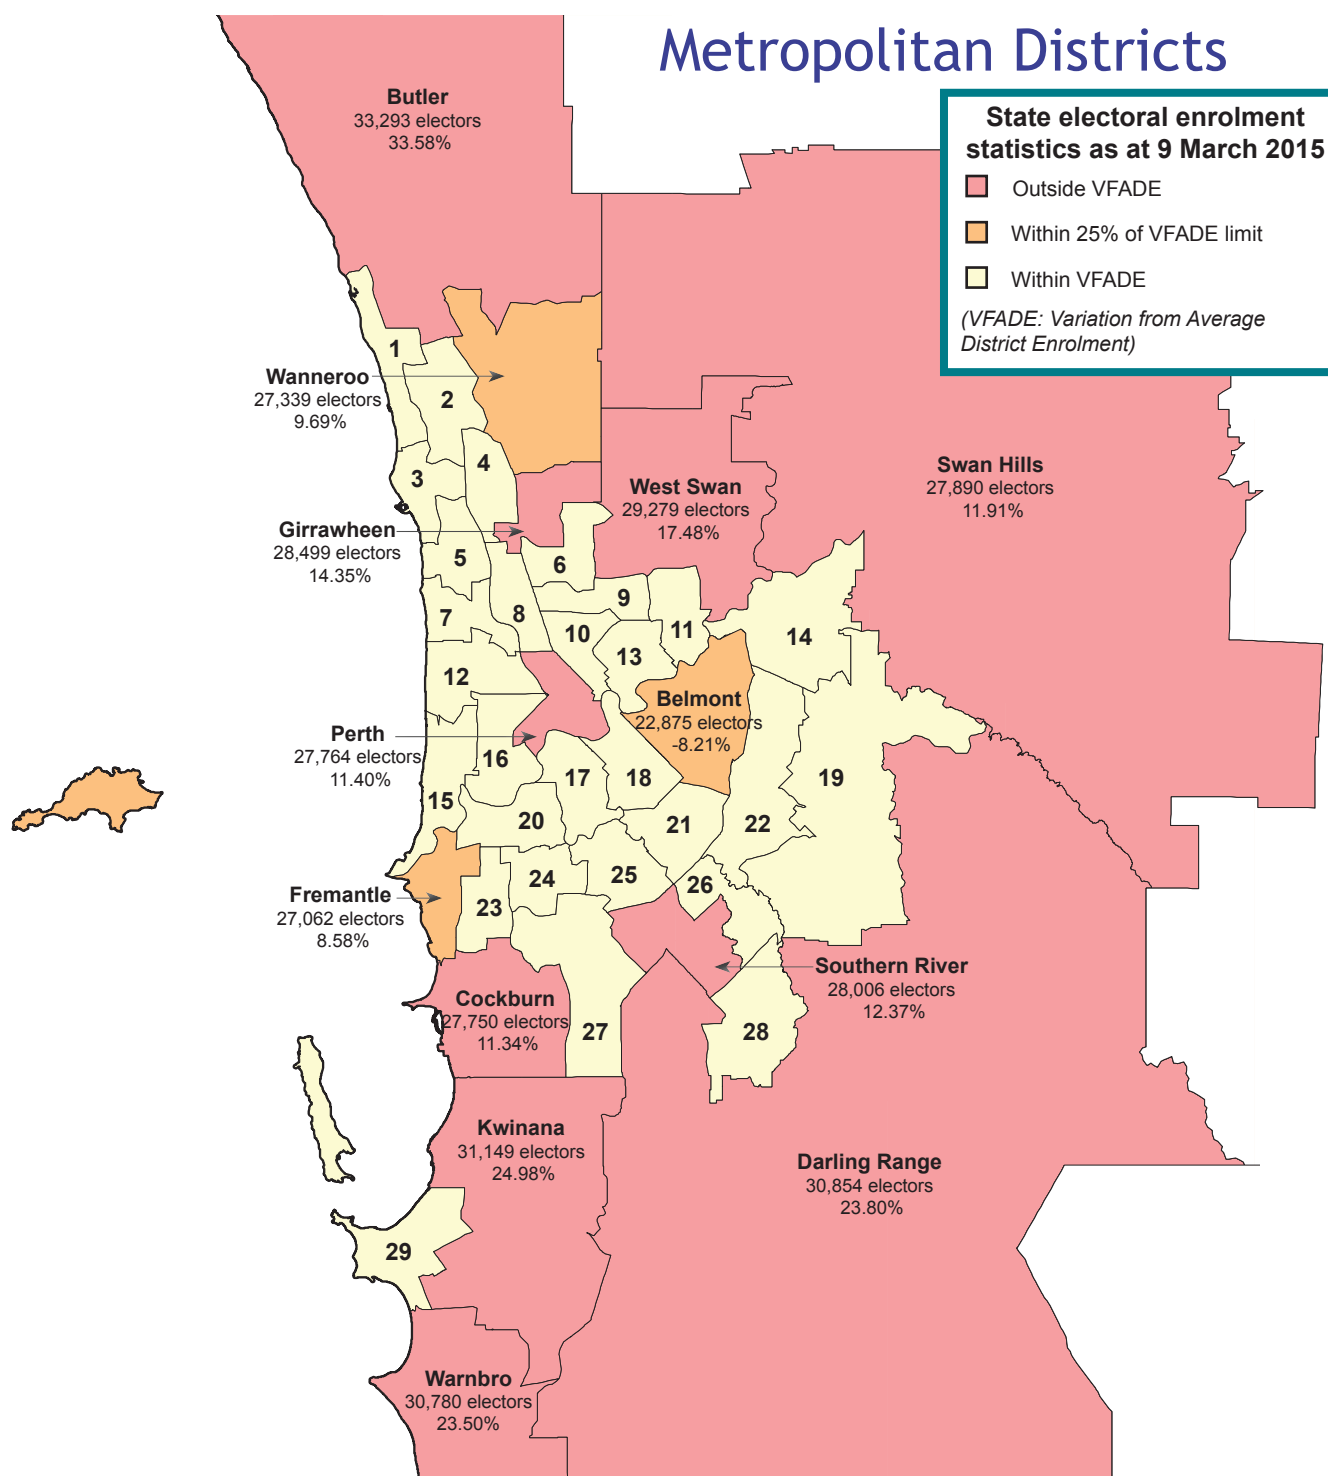 Metropolitan Districts
State electoral enrolment
statistics as at 9 March 2015
Outside VFADE
Within 25% of VFADE limit
Within VFADE
(VFADE: Variation from Average
District Enrolment)
Butler
33,293 electors
33.58%
1
Wanneroo
27,339 electors
9.69%
2
3
4
Girrawheen
28,499 electors
14.35%
West Swan
29,279 electors
17.48%
Swan Hills
27,890 electors
11.91%
5
6
7
8
9
10
11
12
13
14
Belmont
22,875 electors
-8.21%
Perth
27,764 electors
11.40%
15
16
17
18
19
20
21
22
Fremantle
27,062 electors
8.58%
23
24
25
26
Southern River
28,006 electors
12.37%
Cockburn
27,750 electors
11.34%
27
28
Kwinana
31,149 electors
24.98%
Darling Range
30,854 electors
23.80%
29
Warnbro
30,780 electors
23.50%